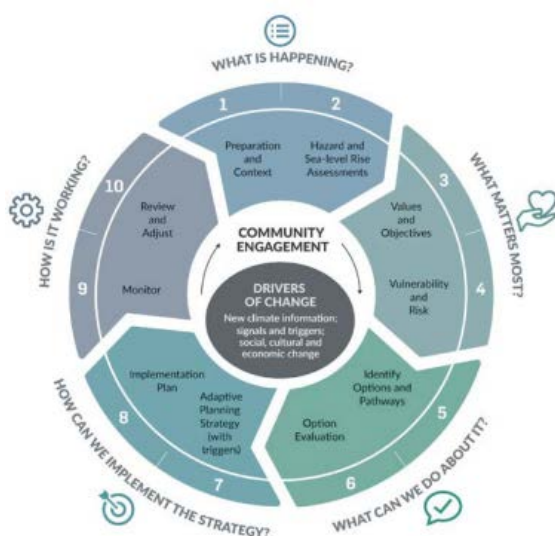 WHAT IS HAPPENING?
1
Preparation
and
Context
2
Hazard and
Sea-level Rise
Assessments
WHAT MATTERS MOST?
3
Values and
Objectives
4
Vulnerability
and
Risk
WHAT CAN WE DO ABOUT IT?
5
Identify
Options and
Pathways
6
Option
Evaluation
HOW CAN WE IMPLEMENT THE STRATEGY?
7
Adaptive
Planning
Strategy
(with
triggers)
8
Implementation
Plan
HOW IS IT WORKING?
9
Monitor
10
Review
and
Adjust
COMMUNITY
ENGAGEMENT
DRIVERS
OF CHANGE
New climate information;
signals and triggers;
social, cultural and
economic change